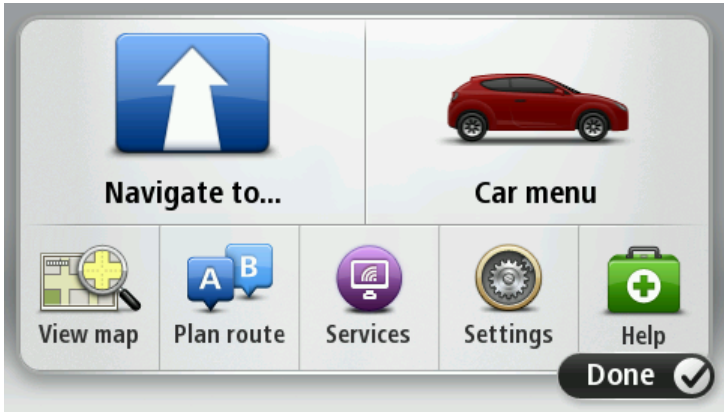 Navigate to...
Car menu
A
B
View map
Plan route
Services
Settings
Help
Done